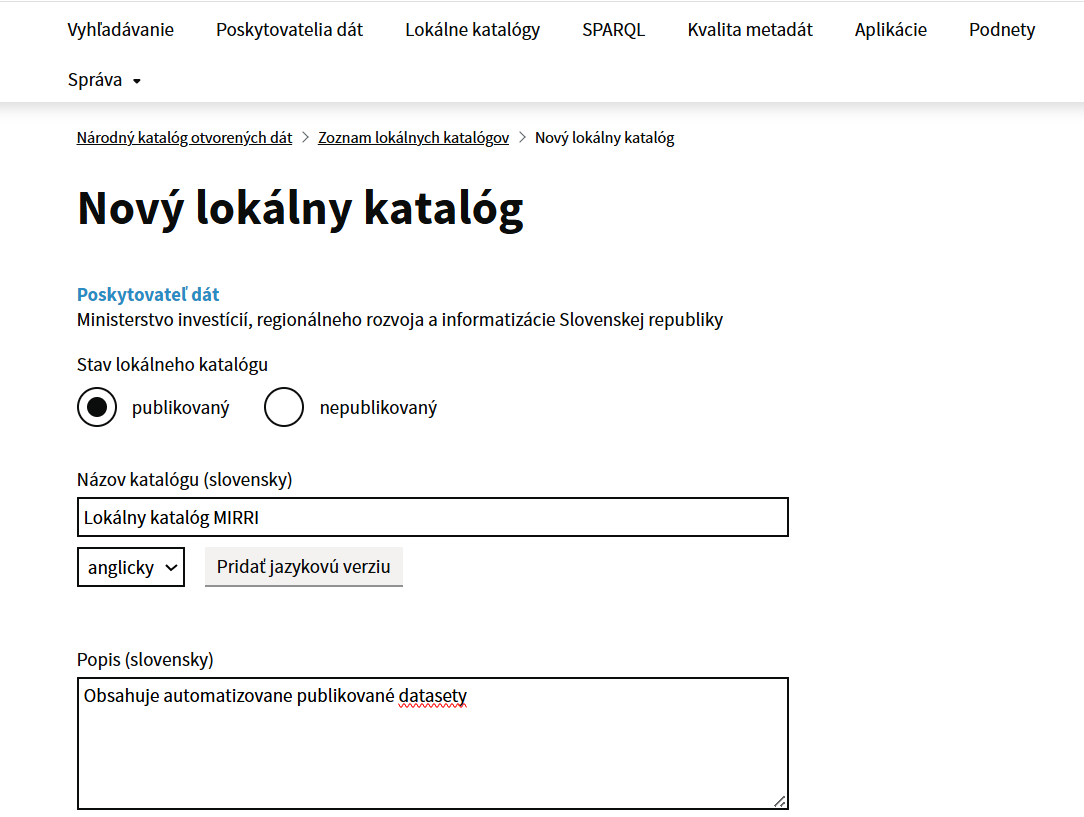 Vyhľadávanie Poskytovatelia dát Lokálne katalógy SPARQL Kvalita metadát Aplikácie Podnety
Správa
Národný katalóg otvorených dát > Zoznam lokálnych katalógov > Nový lokálny katalóg
Nový lokálny katalóg
Poskytovateľ dát
Ministerstvo investícií, regionálneho rozvoja a informatizácie Slovenskej republiky
Stav lokálneho katalógu
publikovaný nepublikovaný
Názov katalógu (slovensky)
Lokálny katalóg MIRRI
anglicky Pridať jazykovú verziu
Popis (slovensky)
Obsahuje automatizovane publikované datasety